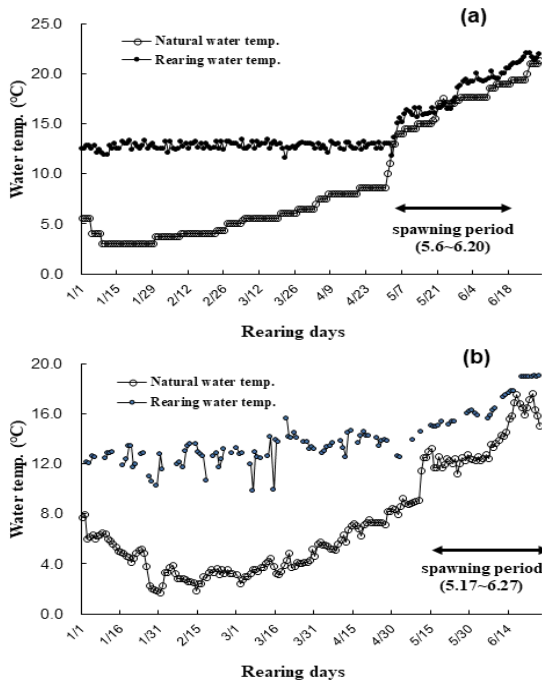 (a)
Natural water temp.
Rearing water temp.
Water temp. (℃)
25.0
20.0
15.0
10.0
5.0
0.0
spawning period
(5.6~6.20)
1/1 1/15 1/29 2/12 2/26 3/12 3/26 4/9 4/23 5/7 5/21 6/4 6/18
Rearing days
(b)
Natural water temp.
Rearing water temp.
Water temp. (℃)
20.0
16.0
12.0
8.0
4.0
0.0
spawning period
(5.17~6.27)
1/1 1/16 1/31 2/15 3/1 3/16 3/31 4/15 4/30 5/15 5/30 6/14
Rearing days